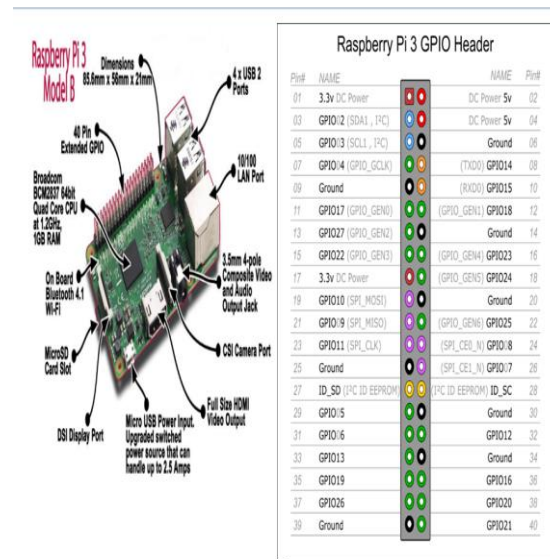 Raspberry Pi 3
Model B
Dimensions
85.6mm x 56mm x 21mm
4 x USB 2
Ports
40 Pin
Extended GPIO
10/100
LAN Port
Broadcom
BCM2837 64bit
Quad Core CPU
at 1.2GHz,
1GB RAM
3.5mm 4-pole
Composite Video
and Audio
Output Jack
On Board
Bluetooth 4.1
Wi-Fi
CSI Camera Port
MicroSD
Card Slot
Full Size HDMI
Video Output
DSI Display Port
Micro USB Power Input.
Upgraded switched
power source that can
handle up to 2.5 Amps
Raspberry Pi 3 GPIO Header
Pin# NAME NAME Pin#
01 3.3v DC Power DC Power 5v 02
03 GPIO02 (SDA1 , I²C) DC Power 5v 04
05 GPIO03 (SCL1 , I²C) Ground 06
07 GPIO04 (GPIO_GCLK) (TXD0) GPIO14 08
09 Ground (RXD0) GPIO15 10
11 GPIO17 (GPIO_GEN0) (GPIO_GEN1) GPIO18 12
13 GPIO27 (GPIO_GEN2) Ground 14
15 GPIO22 (GPIO_GEN3) (GPIO_GEN4) GPIO23 16
17 3.3v DC Power (GPIO_GEN5) GPIO24 18
19 GPIO10 (SPI_MOSI) Ground 20
21 GPIO09 (SPI_MISO) (GPIO_GEN6) GPIO25 22
23 GPIO11 (SPI_CLK) (SPI_CE0_N) GPIO08 24
25 Ground (SPI_CE1_N) GPIO07 26
27 ID_SD (I²C ID EEPROM) (I²C ID EEPROM) ID_SC 28
29 GPIO05 Ground 30
31 GPIO06 GPIO12 32
33 GPIO13 Ground 34
35 GPIO19 GPIO16 36
37 GPIO26 GPIO20 38
39 Ground GPIO21 40